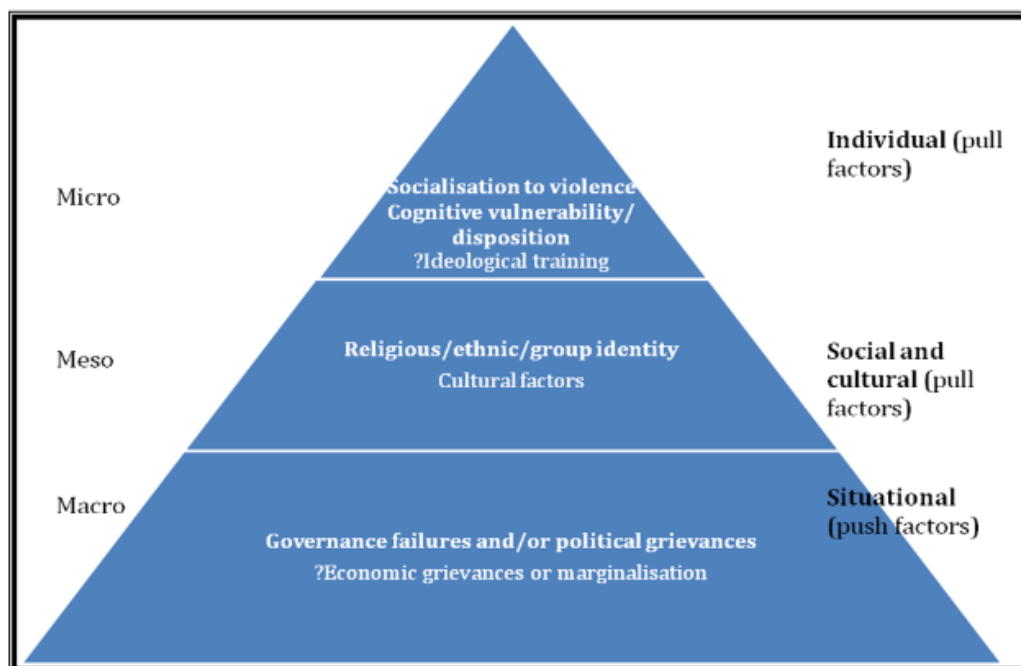 Micro
Socialisation to violence
Cognitive vulnerability/
disposition
?Ideological training
Individual (pull
factors)
Meso
Religious/ethnic/group identity
Cultural factors
Social and
cultural (pull
factors)
Macro
Governance failures and/or political grievances
?Economic grievances or marginalisation
Situational
(push factors)